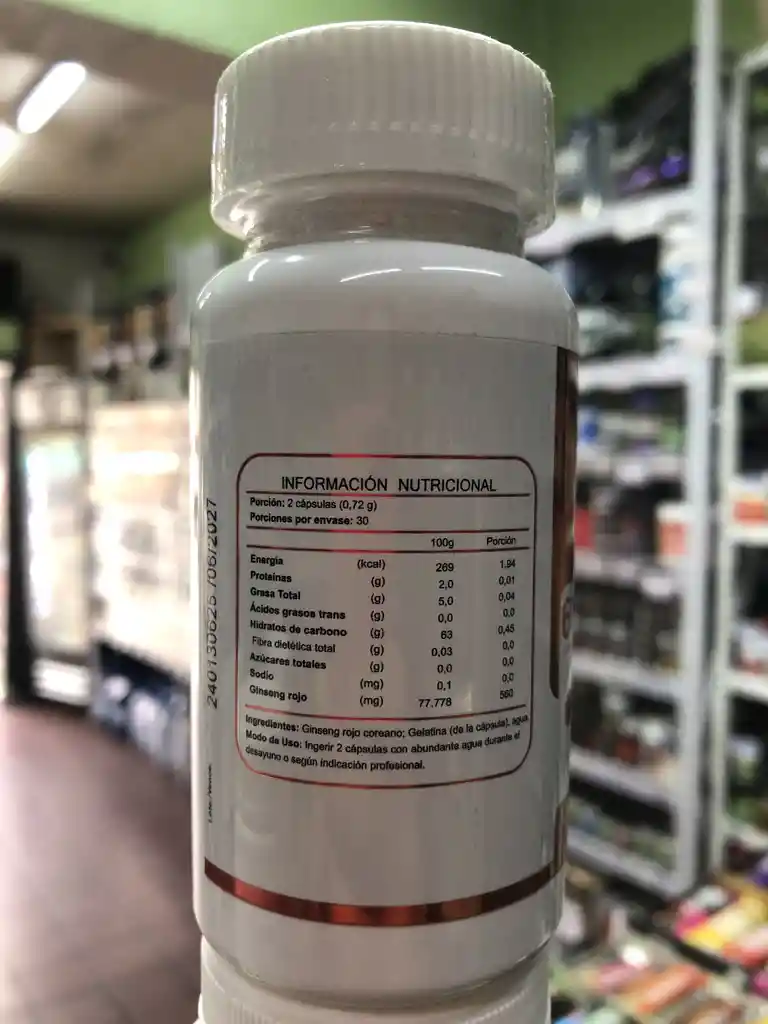 INFORMACIÓN NUTRICIONAL
Porción: 2 cápsulas (0,72 g)
Porciones por envase: 30
100g Porción
Energía (kcal) 269 1,94
Proteínas (g) 2,0 0,01
Grasa Total (g) 5,0 0,04
Ácidos grasos trans (g) 0,0 0,0
Hidratos de carbono (g) 63 0,45
Fibra dietética total (g) 0,03 0,0
Azúcares totales (g) 0,0 0,0
Sodio (mg) 0,1 0,0
Ginseng rojo (mg) 77.778 560
Ingredientes: Ginseng rojo coreano; Gelatina (de la cápsula), agua
Modo de Uso: Ingerir 2 cápsulas con abundante agua durante el
desayuno o según indicación profesional.
240130625 /06/2027